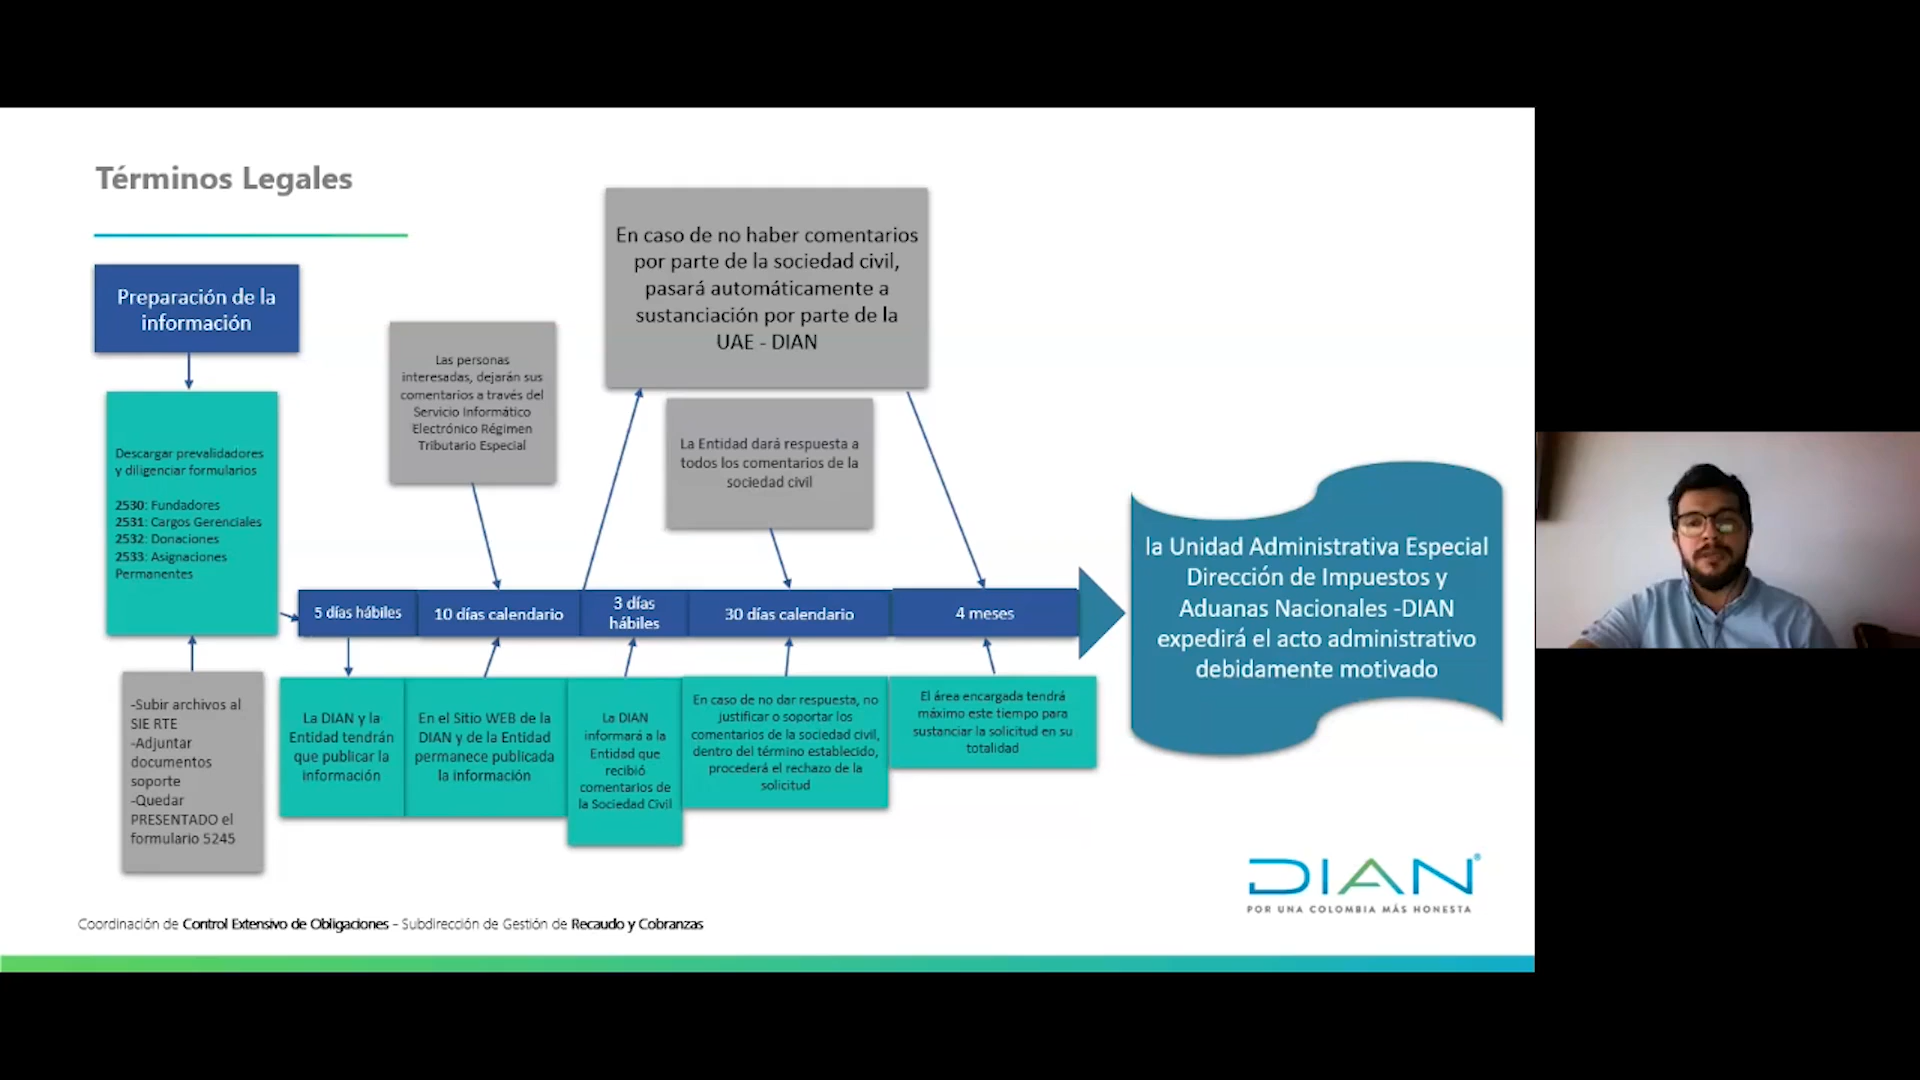 Términos Legales
Preparación de la
información
Descargar prevalidadores
y diligenciar formularios
2530: Fundadores
2531: Cargos Gerenciales
2532: Donaciones
2533: Asignaciones
Permanentes
-Subir archivos al
SIE RTE
-Adjuntar
documentos
soporte
-Quedar
PRESENTADO el
formulario 5245
Las personas
interesadas, dejarán sus
comentarios a través del
Servicio Informático
Electrónico Régimen
Tributario Especial
En caso de no haber comentarios
por parte de la sociedad civil,
pasará automáticamente a
sustanciación por parte de la
UAE - DIAN
La Entidad dará respuesta a
todos los comentarios de la
sociedad civil
5 días hábiles
10 días calendario
3 días
hábiles
30 días calendario
4 meses
La DIAN y la
Entidad tendrán
que publicar la
información
En el Sitio WEB de la
DIAN y de la Entidad
permanece publicada
la información
La DIAN
informará a la
Entidad que
recibió
comentarios de
la Sociedad Civil
En caso de no dar respuesta, no
justificar o soportar los
comentarios de la sociedad civil,
dentro del término establecido,
procederá el rechazo de la
solicitud
El área encargada tendrá
máximo este tiempo para
sustanciar la solicitud en su
totalidad
la Unidad Administrativa Especial
Dirección de Impuestos y
Aduanas Nacionales -DIAN
expedirá el acto administrativo
debidamente motivado
DIAN®
POR UNA COLOMBIA MÁS HONESTA
Coordinación de Control Extensivo de Obligaciones - Subdirección de Gestión de Recaudo y Cobranzas